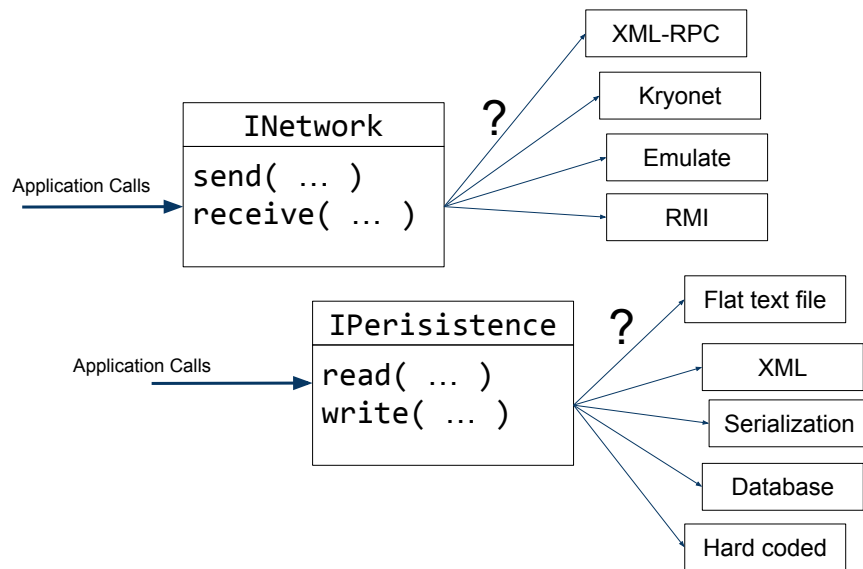 XML-RPC
?
Kryonet
INetwork
Emulate
Application Calls
send( … )
receive( … )
RMI
Flat text file
IPerisistence
?
XML
Application Calls
read( … )
write( … )
Serialization
Database
Hard coded